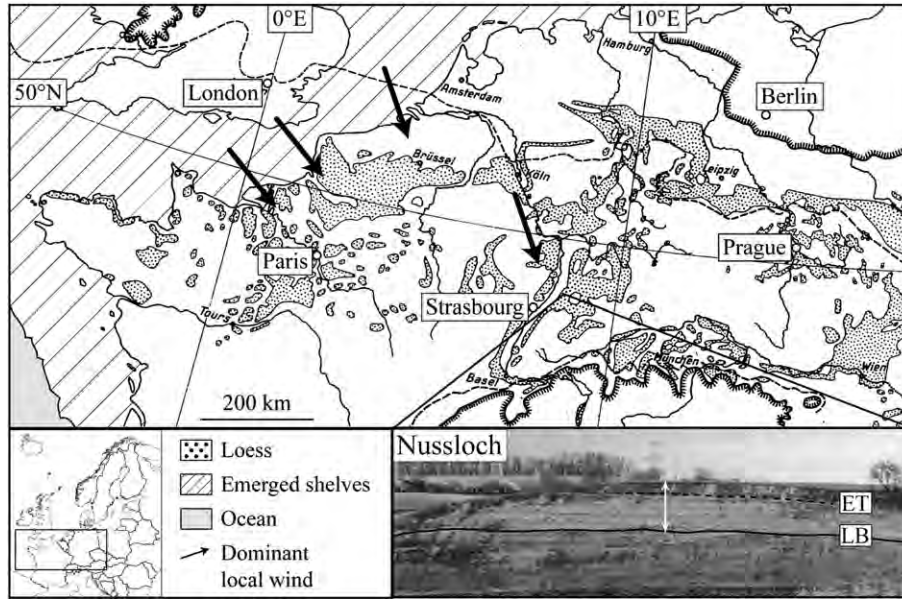 0°E
10°E
Hamburg
50°N
London
Amsterdam
Berlin
Brüssel
Köln
Leipzig
Paris
Prague
Strasbourg
Tours
München
Wien
Basel
200 km
Loess
Emerged shelves
Ocean
Dominant
local wind
Nussloch
ET
LB